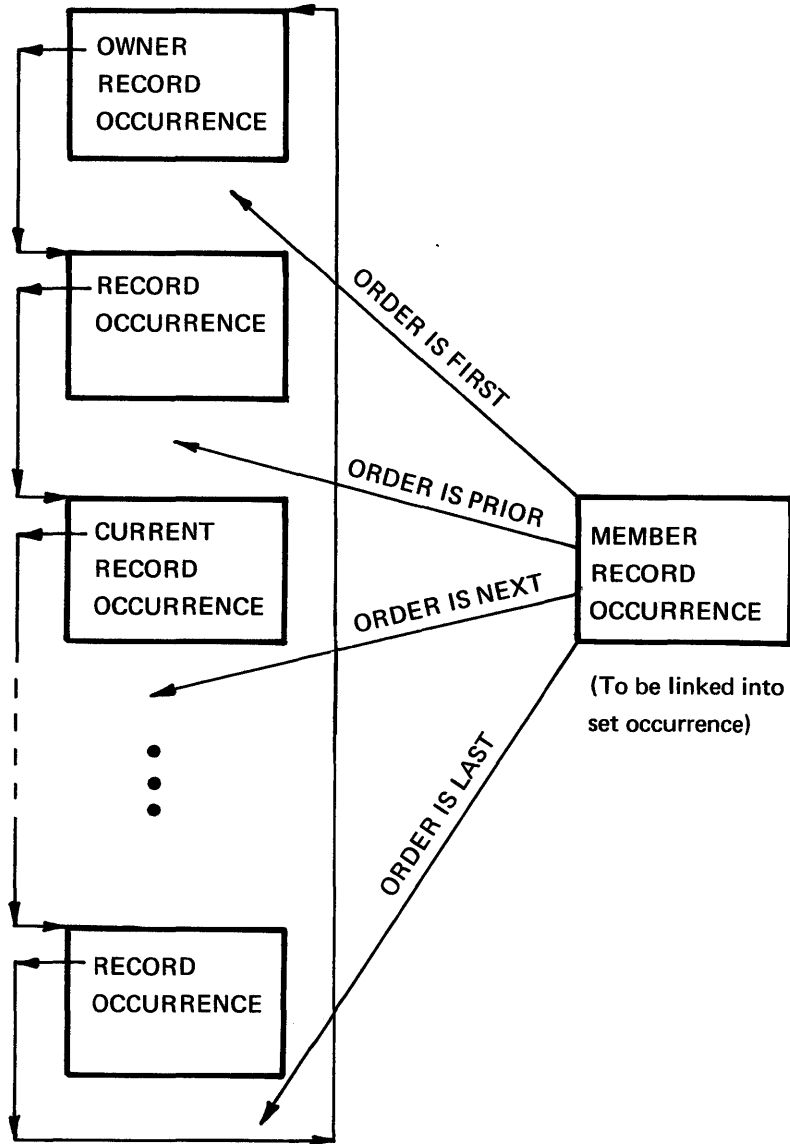 OWNER
RECORD
OCCURRENCE
RECORD
OCCURRENCE
ORDER IS FIRST
ORDER IS PRIOR
CURRENT
RECORD
OCCURRENCE
MEMBER
RECORD
OCCURRENCE
ORDER IS NEXT
(To be linked into
set occurrence)
ORDER IS LAST
RECORD
OCCURRENCE